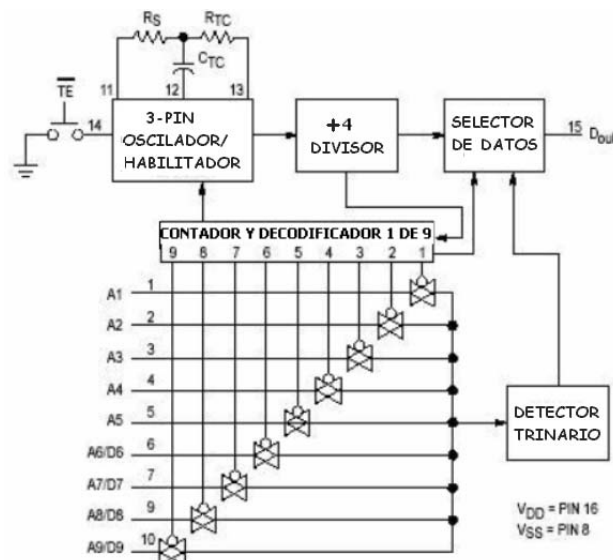 RS RTC
CTC
TE
11 12 13
14
3-PIN
OSCILADOR/
HABILITADOR
+4
DIVISOR
SELECTOR
DE DATOS
15 Dout
CONTADOR Y DECODIFICADOR 1 DE 9
9 8 7 6 5 4 3 2 1
A1 1
A2 2
A3 3
A4 4
A5 5
A6/D6 6
A7/D7 7
A8/D8 9
A9/D9 10
DETECTOR
TRINARIO
VDD = PIN 16
VSS = PIN 8